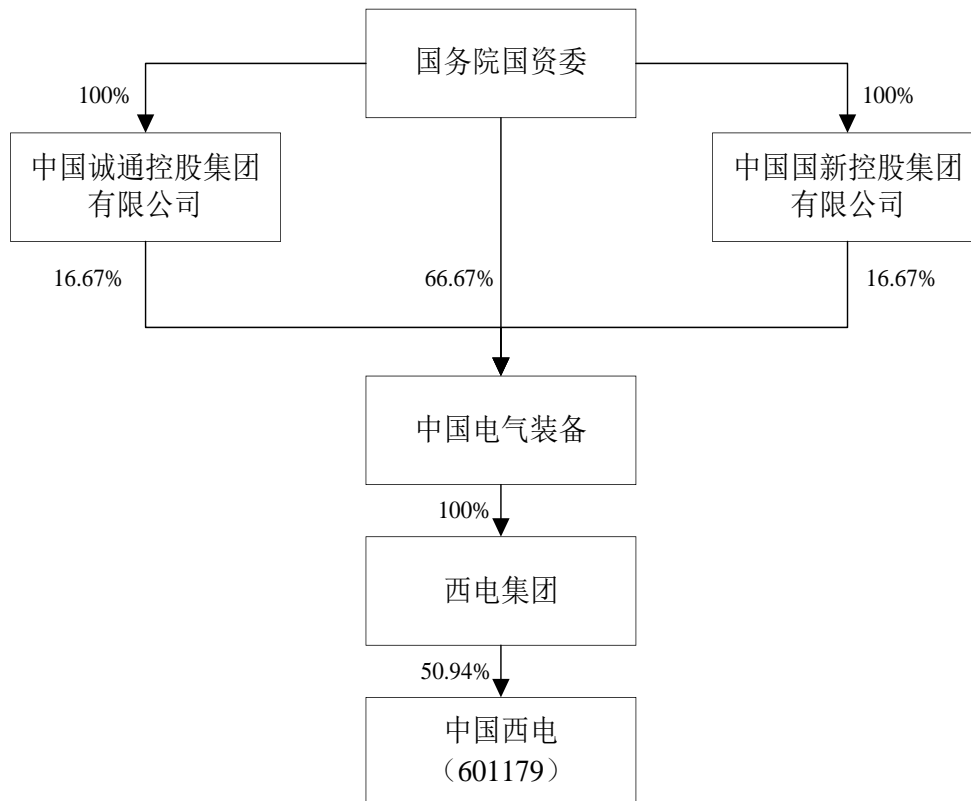 国务院国资委
100%
100%
中国诚通控股集团
有限公司
中国国新控股集团
有限公司
16.67%
66.67%
16.67%
中国电气装备
100%
西电集团
50.94%
中国西电
（601179）